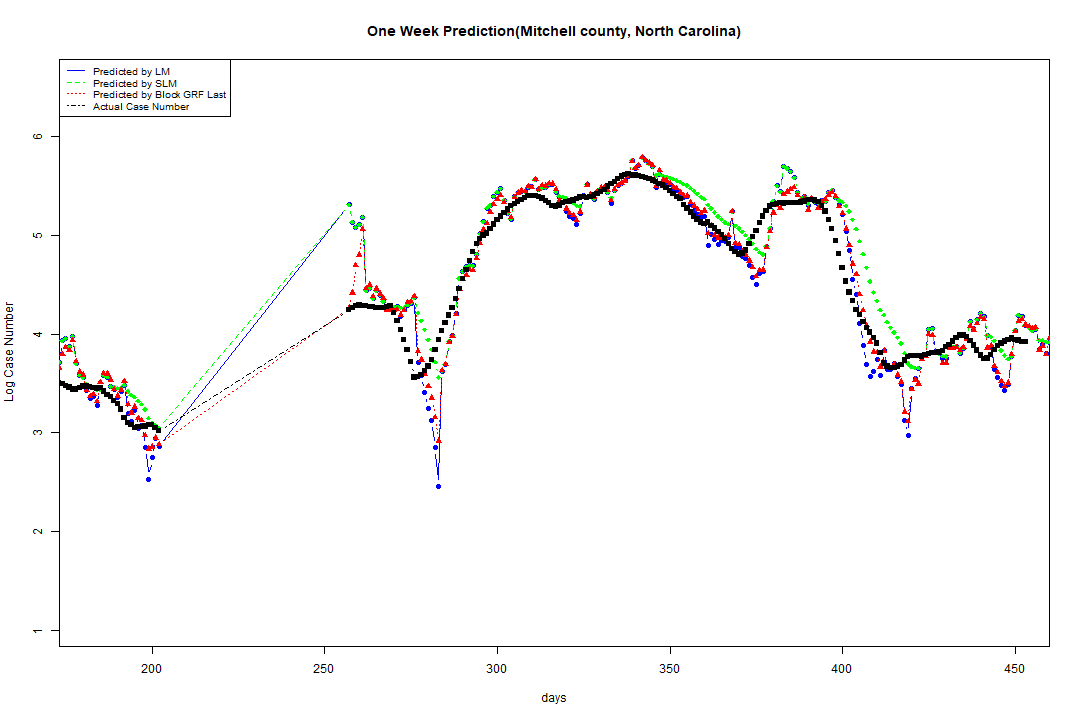 One Week Prediction(Mitchell county, North Carolina)
Predicted by LM
Predicted by SLM
Predicted by Block GRF Last
Actual Case Number
6
5
4
3
2
1
Log Case Number
200 250 300 350 400 450
days